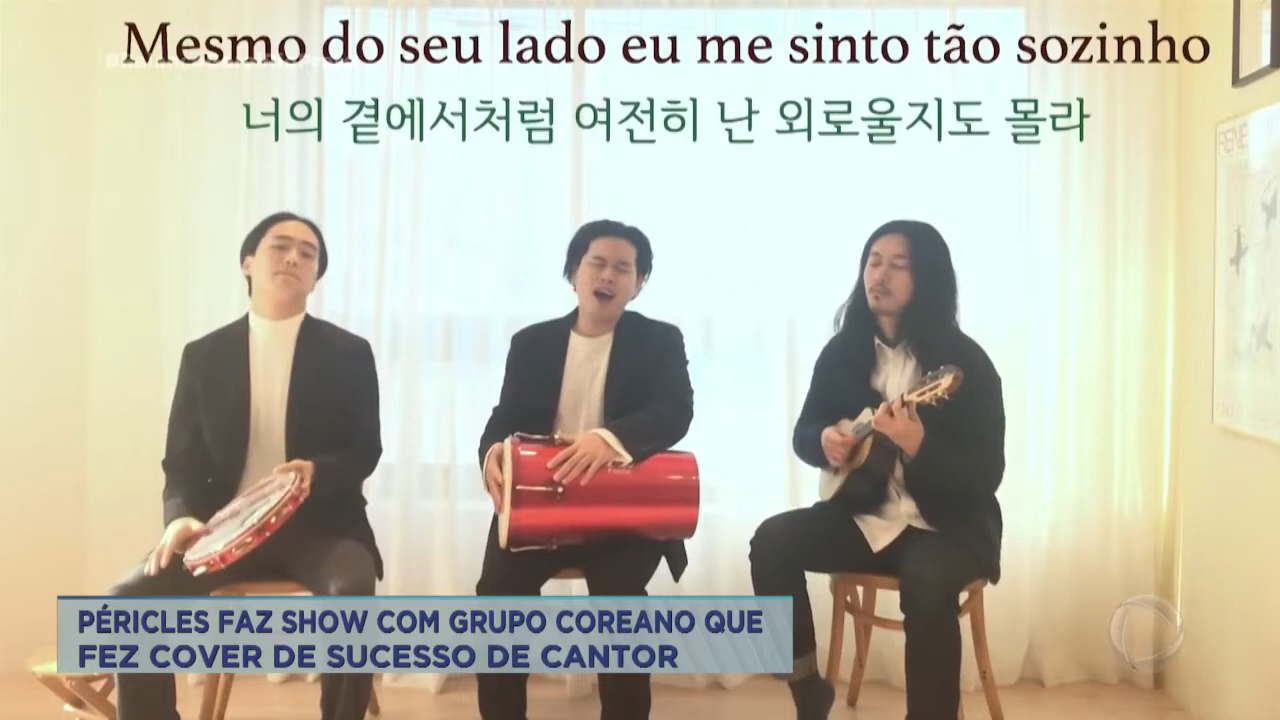 Mesmo do seu lado eu me sinto tão sozinho
너의 곁에서처럼 여전히 난 외로울지도 몰라
RENÉ
PÉRICLES FAZ SHOW COM GRUPO COREANO QUE
FEZ COVER DE SUCESSO DE CANTOR